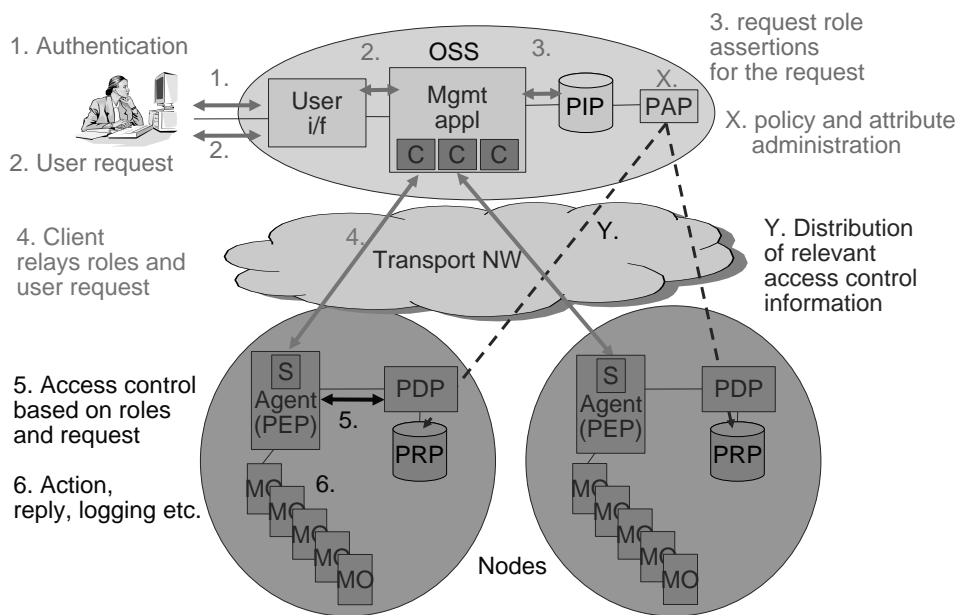 1. Authentication
2. User request
1.
2.
OSS
User
i/f
2.
Mgmt
appl
C C C
3.
PIP
X.
PAP
3. request role
assertions
for the request
X. policy and attribute
administration
4. Client
relays roles and
user request
4.
Transport NW
Y.
Y. Distribution
of relevant
access control
information
5. Access control
based on roles
and request
6. Action,
reply, logging etc.
S
Agent
(PEP)
5.
PDP
PRP
6.
MO
MO
MO
MO
MO
Nodes
S
Agent
(PEP)
PDP
PRP
MO
MO
MO
MO
MO